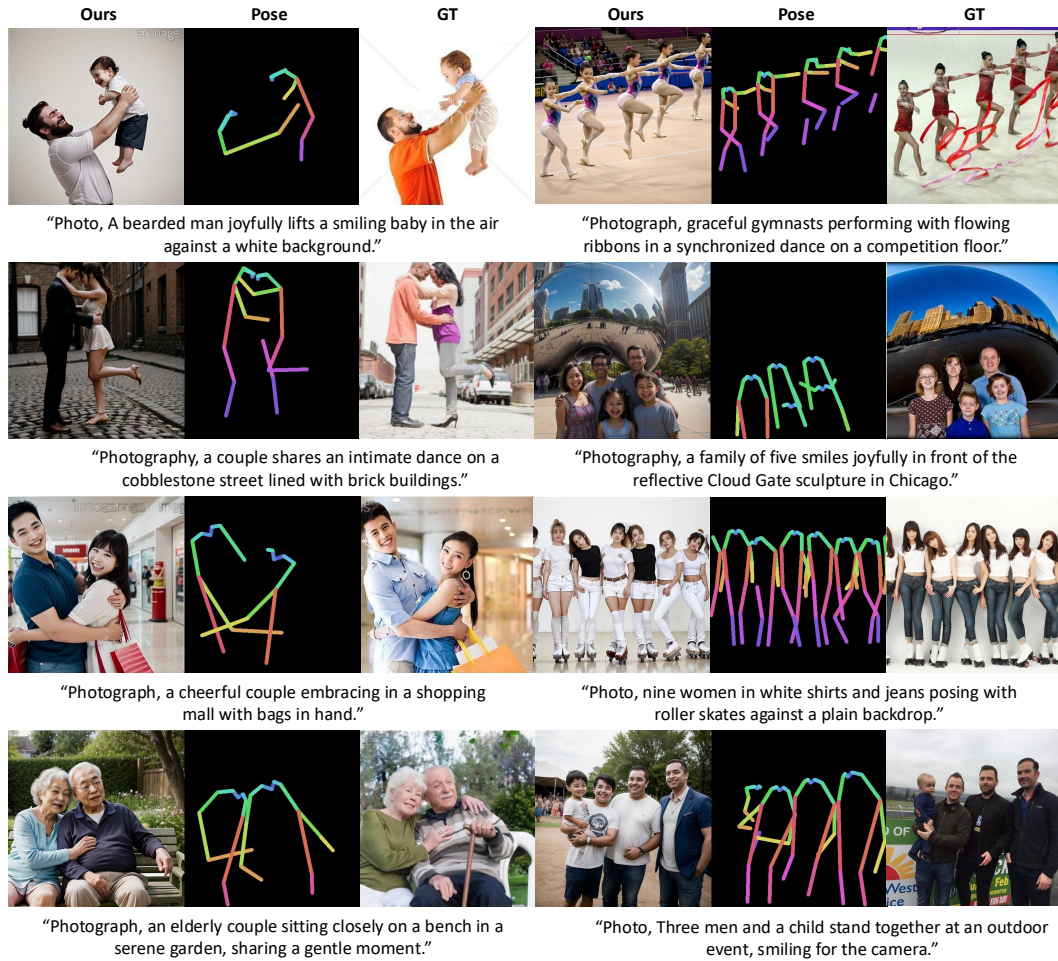 Ours Pose GT Ours Pose GT
“Photo, A bearded man joyfully lifts a smiling baby in the air
against a white background.”
“Photograph, graceful gymnasts performing with flowing
ribbons in a synchronized dance on a competition floor.”
“Photography, a couple shares an intimate dance on a
cobblestone street lined with brick buildings.”
“Photography, a family of five smiles joyfully in front of the
reflective Cloud Gate sculpture in Chicago.”
“Photograph, a cheerful couple embracing in a shopping
mall with bags in hand.”
“Photo, nine women in white shirts and jeans posing with
roller skates against a plain backdrop.”
D OF
West
ice
Feb
FUN DAY
“Photograph, an elderly couple sitting closely on a bench in a
serene garden, sharing a gentle moment.”
“Photo, Three men and a child stand together at an outdoor
event, smiling for the camera.”